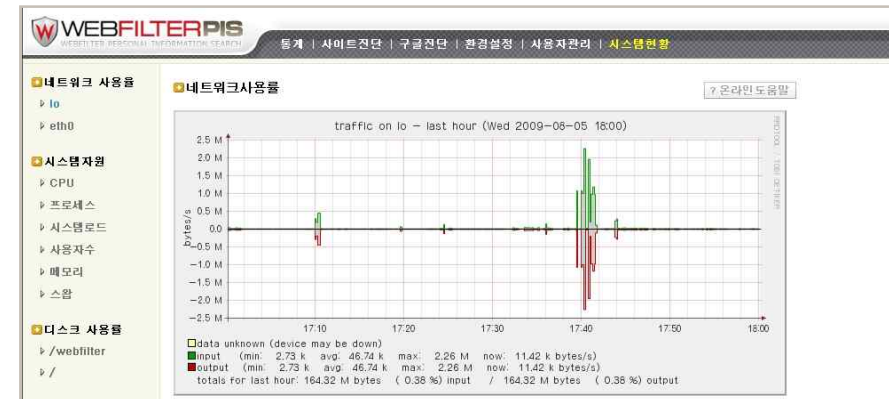 WEBFILTERPIS
WEBFILTER PERSONAL INFORMATION SEARCH
통계 | 사이트진단 | 구글진단 | 환경설정 | 사용자관리 | 시스템현황
네트워크 사용율
lo
eth0
시스템자원
CPU
프로세스
시스템로드
사용자수
메모리
스왑
디스크 사용률
/webfilter
/
네트워크사용률
? 온라인 도움말
traffic on lo - last hour (Wed 2009-08-05 18:00)
bytes/s
2.5 M
2.0 M
1.5 M
1.0 M
0.5 M
0.0
-0.5 M
-1.0 M
-1.5 M
-2.0 M
-2.5 M
17:10 17:20 17:30 17:40 17:50 18:00
RRDTOOL / TOBI OETIKER
data unknown (device may be down)
input (min: 2.73 k avg: 46.74 k max: 2.26 M now: 11.42 k bytes/s)
output (min: 2.73 k avg: 46.74 k max: 2.26 M now: 11.42 k bytes/s)
totals for last hour: 164.32 M bytes ( 0.38 %) input / 164.32 M bytes ( 0.38 %) output